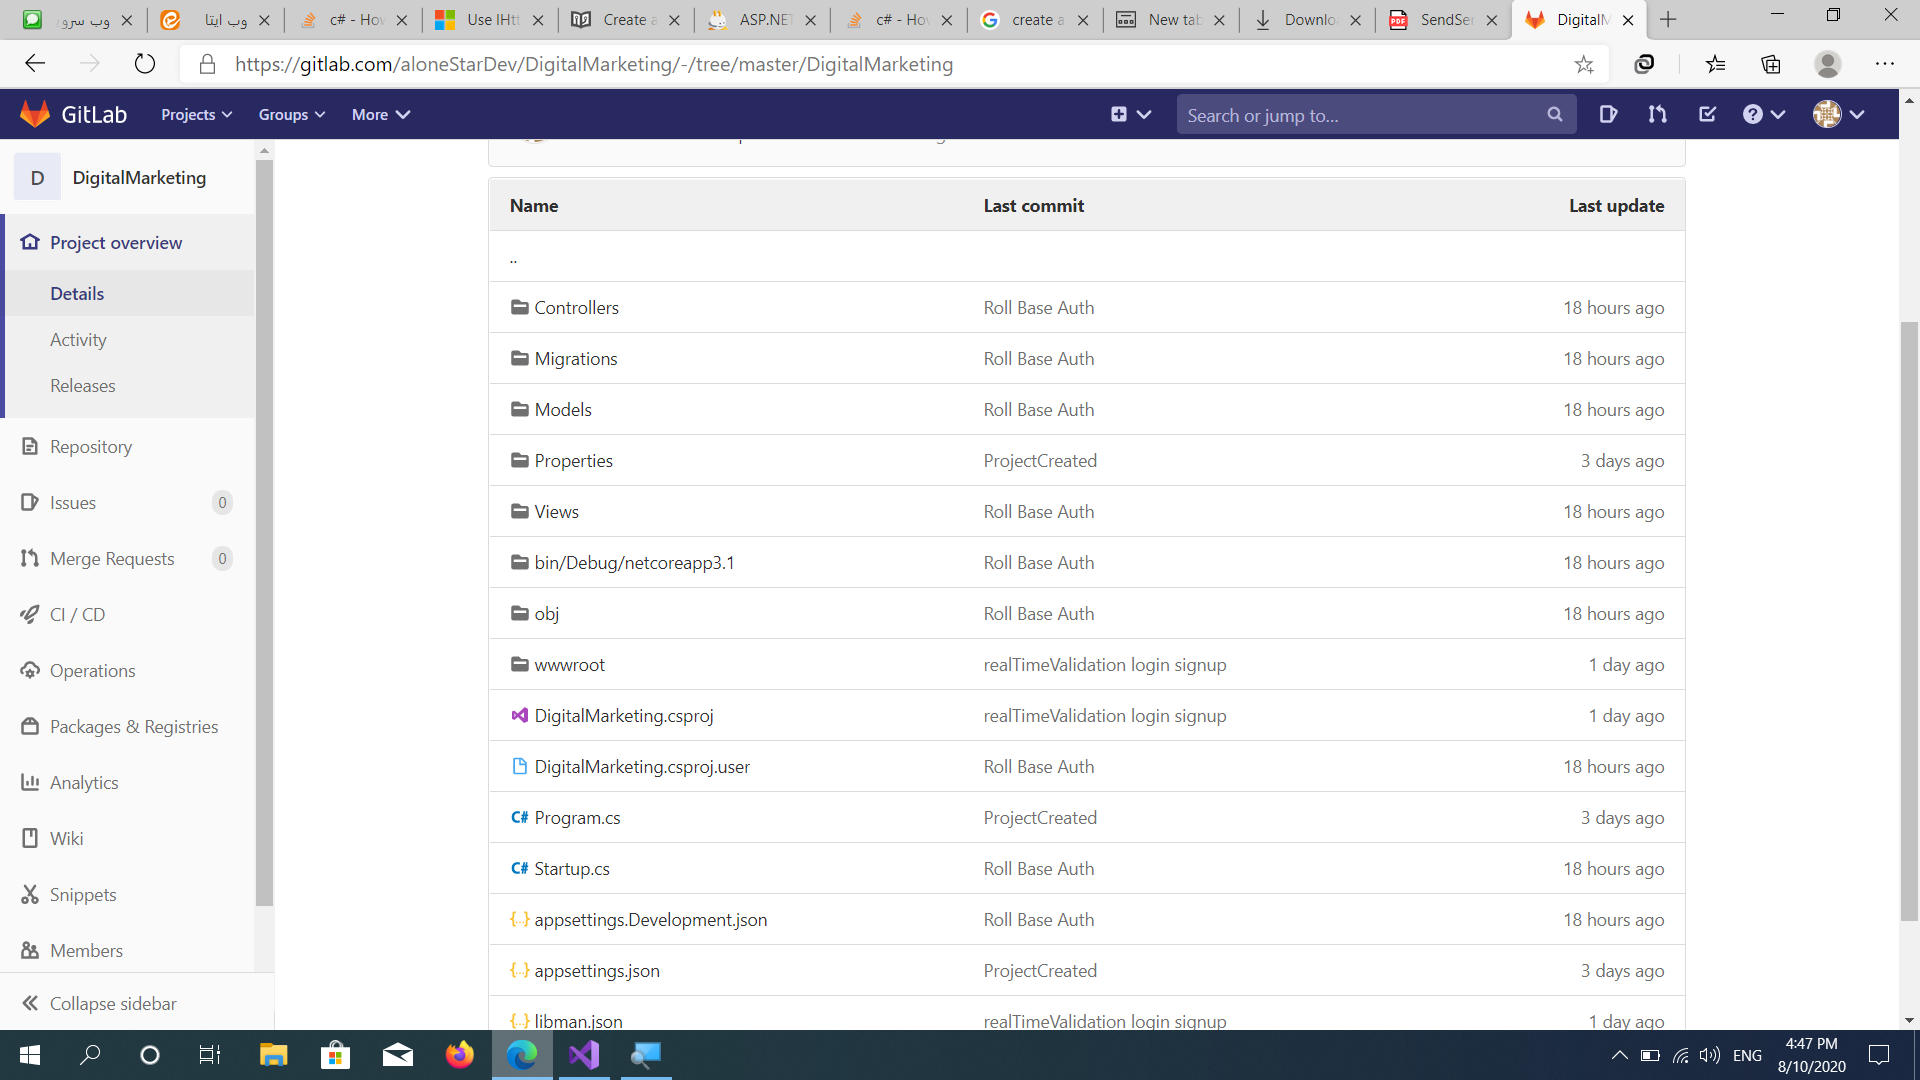 وب سروی
وب ایتا
c# - Hov
Use IHtt
Create a
ASP.NET
c# - Hov
create a
New tab
Downloa
SendSer
DigitalM
https://gitlab.com/aloneStarDev/DigitalMarketing/-/tree/master/DigitalMarketing
GitLab
Projects
Groups
More
Search or jump to...
D
DigitalMarketing
Project overview
Details
Activity
Releases
Repository
Issues 0
Merge Requests 0
CI / CD
Operations
Packages & Registries
Analytics
Wiki
Snippets
Members
Collapse sidebar
Name Last commit Last update
..
Controllers Roll Base Auth 18 hours ago
Migrations Roll Base Auth 18 hours ago
Models Roll Base Auth 18 hours ago
Properties ProjectCreated 3 days ago
Views Roll Base Auth 18 hours ago
bin/Debug/netcoreapp3.1 Roll Base Auth 18 hours ago
obj Roll Base Auth 18 hours ago
wwwroot realTimeValidation login signup 1 day ago
DigitalMarketing.csproj realTimeValidation login signup 1 day ago
DigitalMarketing.csproj.user Roll Base Auth 18 hours ago
C# Program.cs ProjectCreated 3 days ago
C# Startup.cs Roll Base Auth 18 hours ago
{..} appsettings.Development.json Roll Base Auth 18 hours ago
{..} appsettings.json ProjectCreated 3 days ago
{..} libman.json realTimeValidation login signup 1 day ago
ENG
4:47 PM
8/10/2020